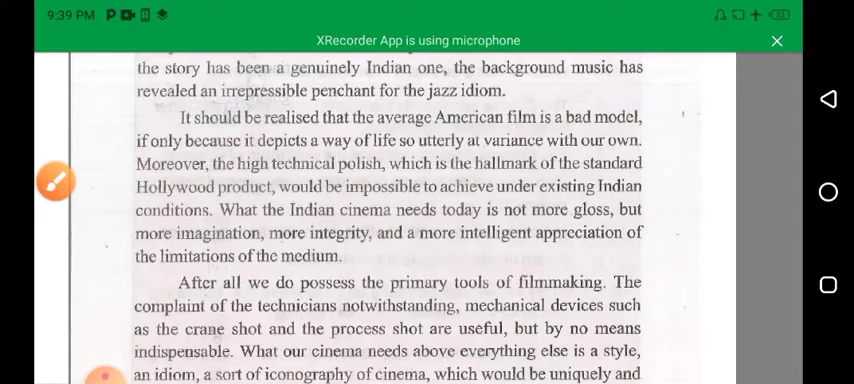 9:39 PM
53
XRecorder App is using microphone
the story has been a genuinely Indian one, the background music has
revealed an irrepressible penchant for the jazz idiom.
It should be realised that the average American film is a bad model,
if only because it depicts a way of life so utterly at variance with our own.
Moreover, the high technical polish, which is the hallmark of the standard
Hollywood product, would be impossible to achieve under existing Indian
conditions. What the Indian cinema needs today is not more gloss, but
more imagination, more integrity, and a more intelligent appreciation of
the limitations of the medium.
After all we do possess the primary tools of filmmaking. The
complaint of the technicians notwithstanding, mechanical devices such
as the crane shot and the process shot are useful, but by no means
indispensable. What our cinema needs above everything else is a style,
an idiom, a sort of iconography of cinema, which would be uniquely and